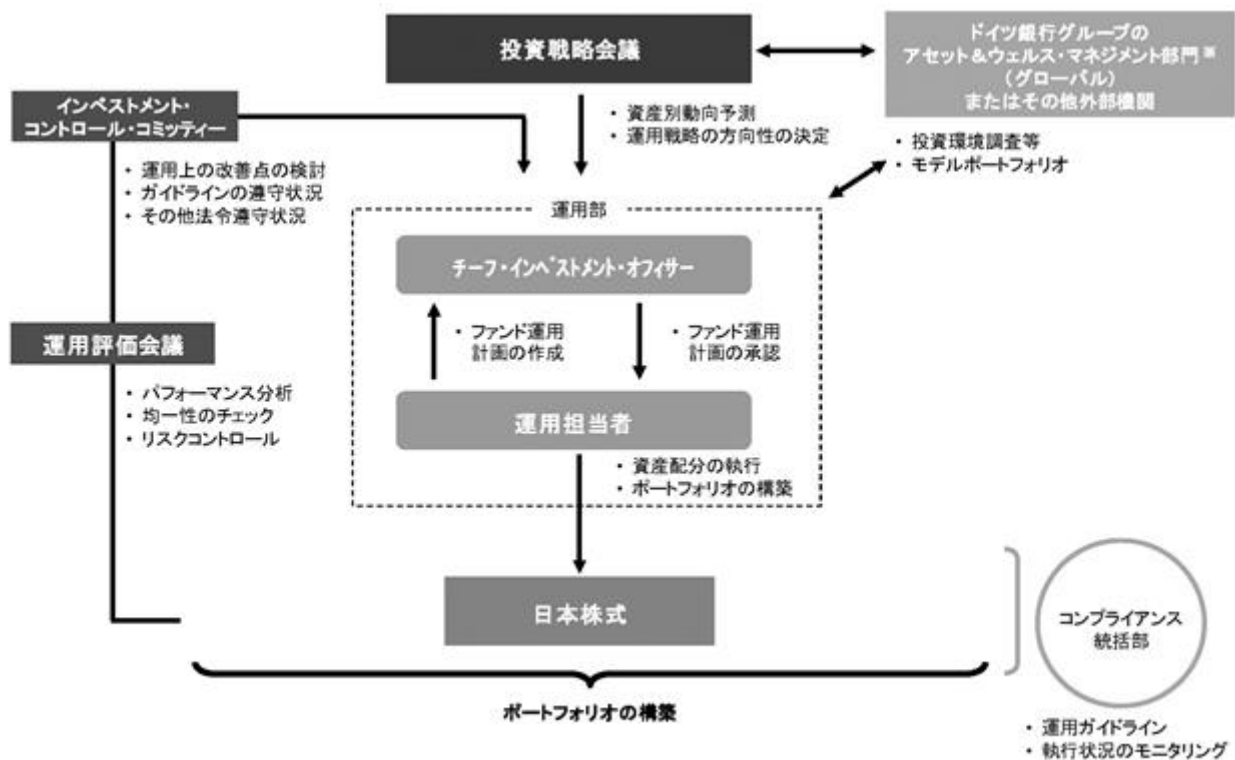 投資戦略会議
ドイツ銀行グループの
アセット&ウェルス・マネジメント部門※
(グローバル)
またはその他外部機関
インベストメント・
コントロール・コミッティー
・ 資産別動向予測
・ 運用戦略の方向性の決定
・ 投資環境調査等
・ モデルポートフォリオ
・ 運用上の改善点の検討
・ ガイドラインの遵守状況
・ その他法令遵守状況
運用部
チーフ・インベストメント・オフィサー
・ ファンド運用
計画の作成
・ ファンド運用
計画の承認
運用評価会議
・ パフォーマンス分析
・ 均一性のチェック
・ リスクコントロール
運用担当者
・ 資産配分の執行
・ ポートフォリオの構築
日本株式
コンプライアンス
統括部
ポートフォリオの構築
・ 運用ガイドライン
・ 執行状況のモニタリング